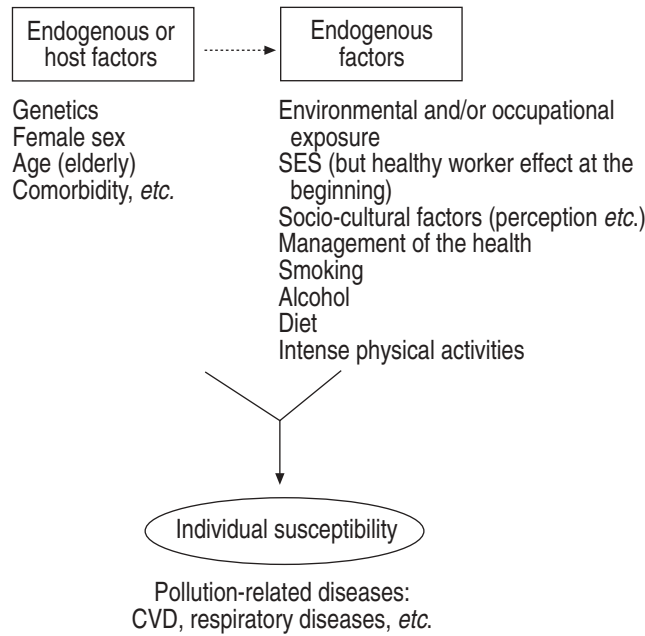 Endogenous or
host factors
Genetics
Female sex
Age (elderly)
Comorbidity, etc.
Endogenous
factors
Environmental and/or occupational
exposure
SES (but healthy worker effect at the
beginning)
Socio-cultural factors (perception etc.)
Management of the health
Smoking
Alcohol
Diet
Intense physical activities
Individual susceptibility
Pollution-related diseases:
CVD, respiratory diseases, etc.